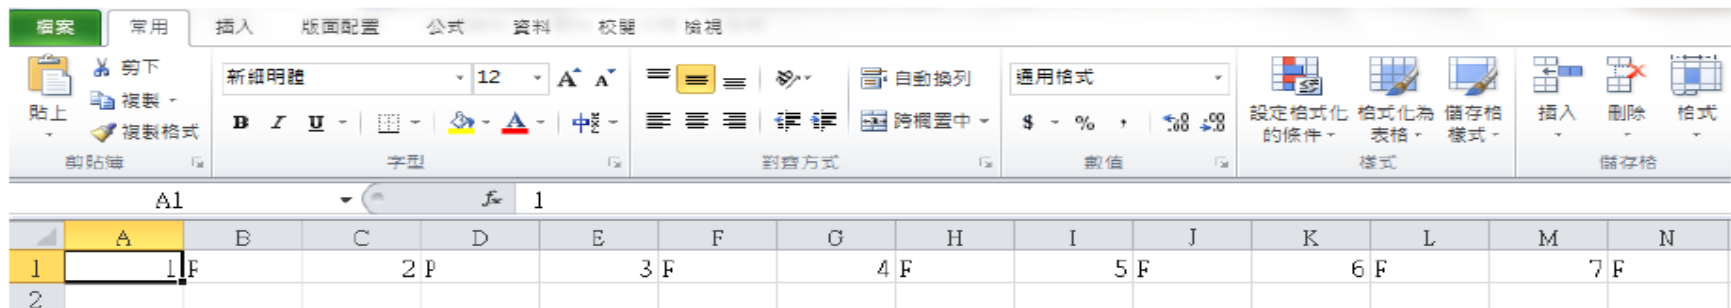 檔案 常用 插入 版面配置 公式 資料 校閱 檢視
剪下
複製
複製格式
貼上
剪貼簿
新細明體 12 A A
B I U A 中
字型
自動換列
跨欄置中
對齊方式
通用格式
$ % , .00 .00
數值
設定格式化的條件
格式化為表格
儲存格樣式
樣式
插入 刪除 格式
儲存格
A1 fx 1
A B C D E F G H I J K L M N
1 1 F 2 P 3 F 4 F 5 F 6 F 7 F
2